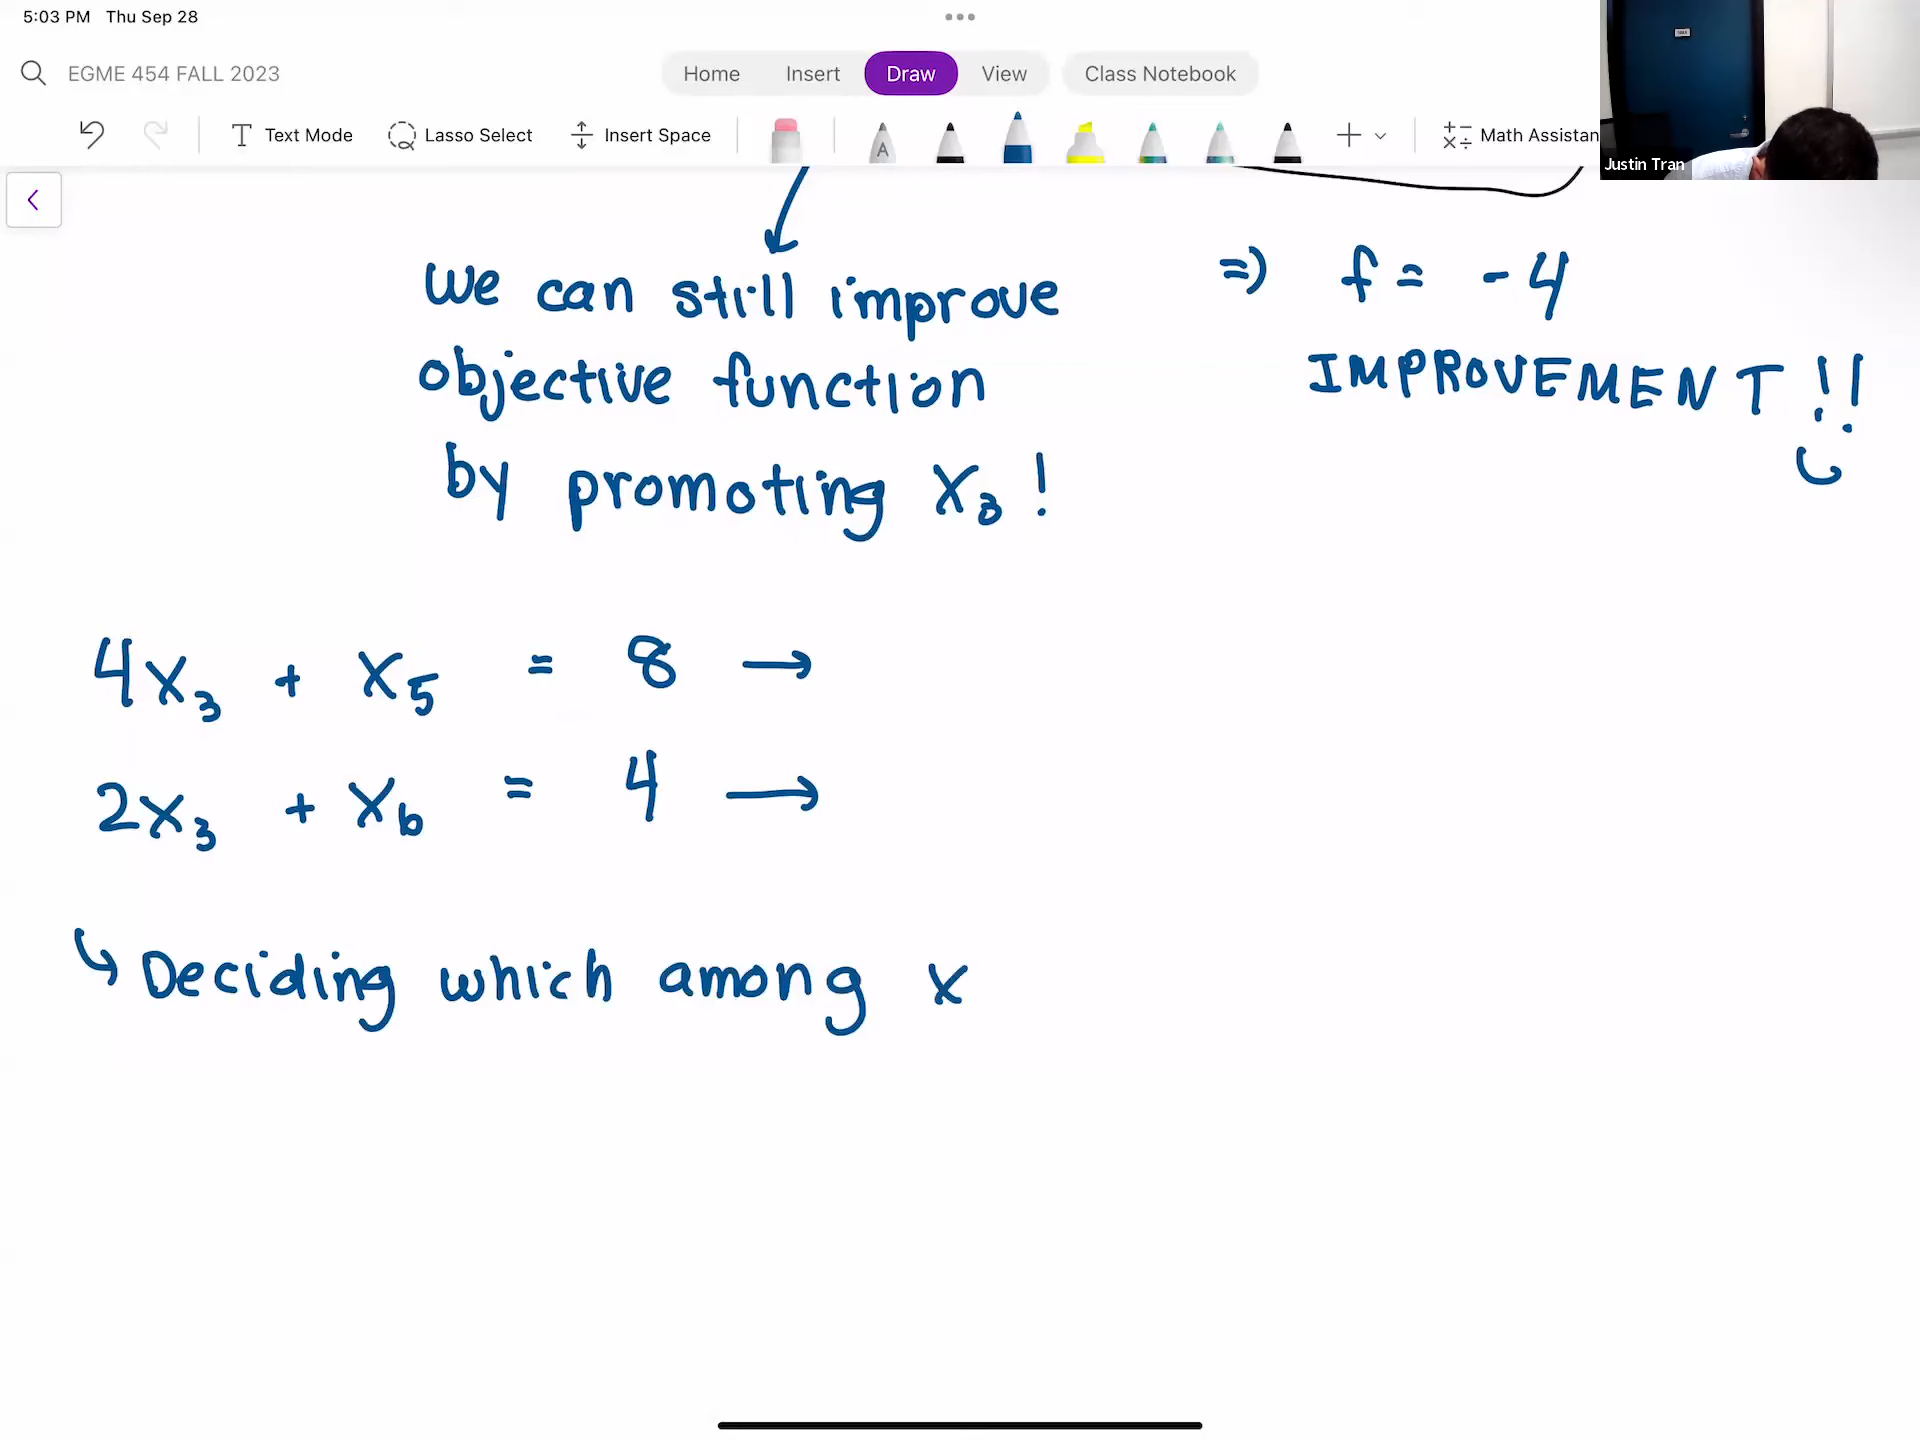 5:03 PM Thu Sep 28
EGME 454 FALL 2023
Home Insert Draw View Class Notebook
Text Mode Lasso Select Insert Space A Math Assistan
Justin Tran
We can still improve
objective function
by promoting x₃ !
=> f = -4
IMPROVEMENT !!
4x₃ + x₅ = 8 →
2x₃ + x₆ = 4 →
↳ Deciding which among x